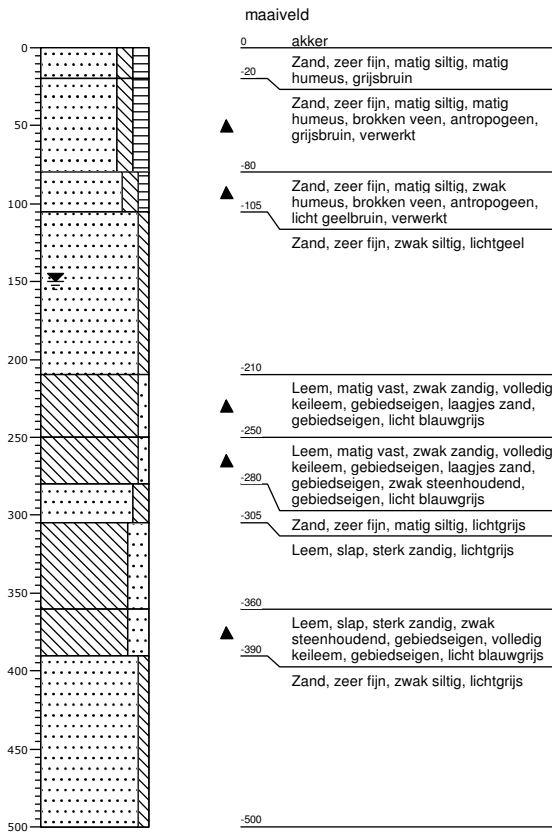 maaiveld
0
0
akker
Zand, zeer fijn, matig siltig, matig
humeus, grijsbruin
-20
Zand, zeer fijn, matig siltig, matig
humeus, brokken veen, antropogeen,
grijsbruin, verwerkt
50
-80
Zand, zeer fijn, matig siltig, zwak
humeus, brokken veen, antropogeen,
licht geelbruin, verwerkt
100
-105
Zand, zeer fijn, zwak siltig, lichtgeel
150
200
-210
Leem, matig vast, zwak zandig, volledig
keileem, gebiedseigen, laagjes zand,
gebiedseigen, licht blauwgrijs
250
-250
Leem, matig vast, zwak zandig, volledig
keileem, gebiedseigen, laagjes zand,
gebiedseigen, zwak steenhoudend,
gebiedseigen, licht blauwgrijs
-280
300
-305
Zand, zeer fijn, matig siltig, lichtgrijs
Leem, slap, sterk zandig, lichtgrijs
350
-360
Leem, slap, sterk zandig, zwak
steenhoudend, gebiedseigen, volledig
keileem, gebiedseigen, licht blauwgrijs
-390
400
Zand, zeer fijn, zwak siltig, lichtgrijs
450
500
-500